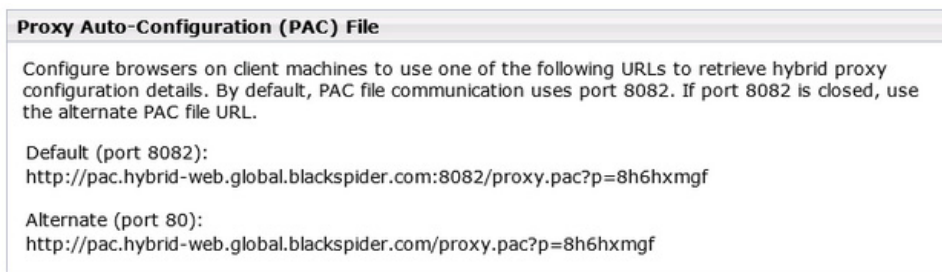 Proxy Auto-Configuration (PAC) File
Configure browsers on client machines to use one of the following URLs to retrieve hybrid proxy
configuration details. By default, PAC file communication uses port 8082. If port 8082 is closed, use
the alternate PAC file URL.
Default (port 8082):
http://pac.hybrid-web.global.blackspider.com:8082/proxy.pac?p=8h6hxmgf
Alternate (port 80):
http://pac.hybrid-web.global.blackspider.com/proxy.pac?p=8h6hxmgf